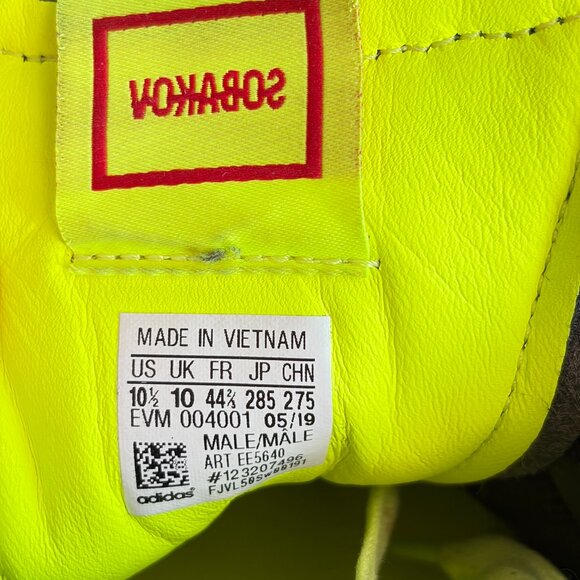 SOBAKOV
MADE IN VIETNAM
US UK FR JP CHN
10½ 10 44⅔ 285 275
EVM 004001 05/19
MALE/MÂLE
ART EE5640
#123207496
FJVL50SW00191
adidas